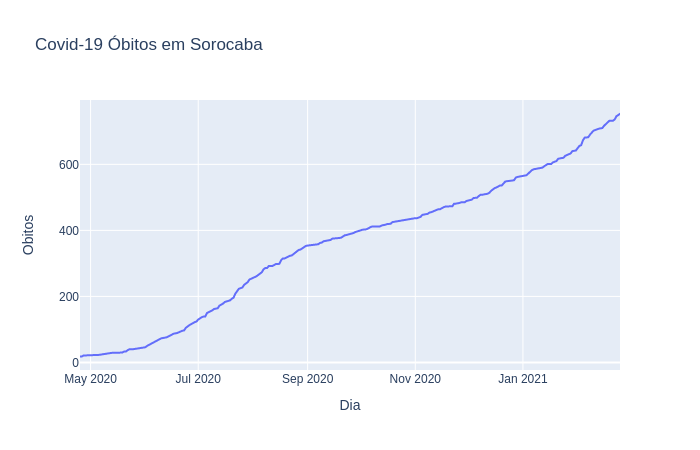 Covid-19 Óbitos em Sorocaba
Óbitos
600
400
200
0
May 2020
Jul 2020
Sep 2020
Nov 2020
Jan 2021
Dia